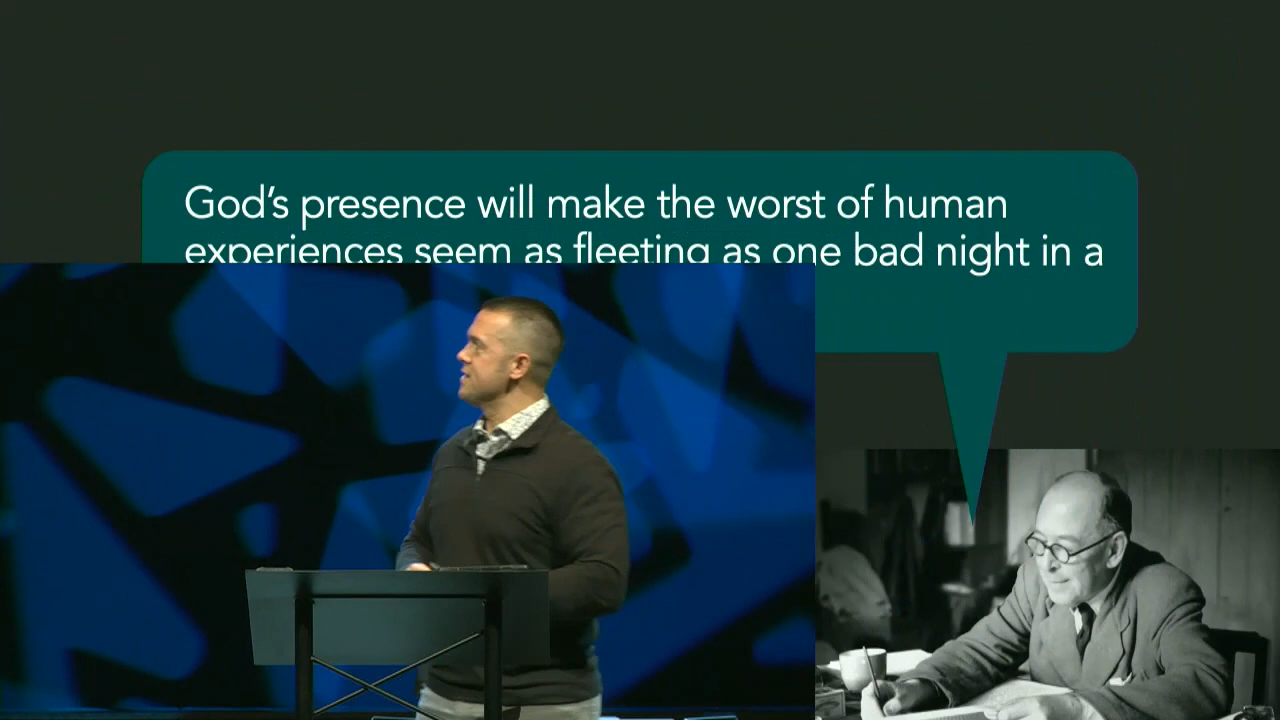 God's presence will make the worst of human
experiences seem as fleeting as one bad night in a